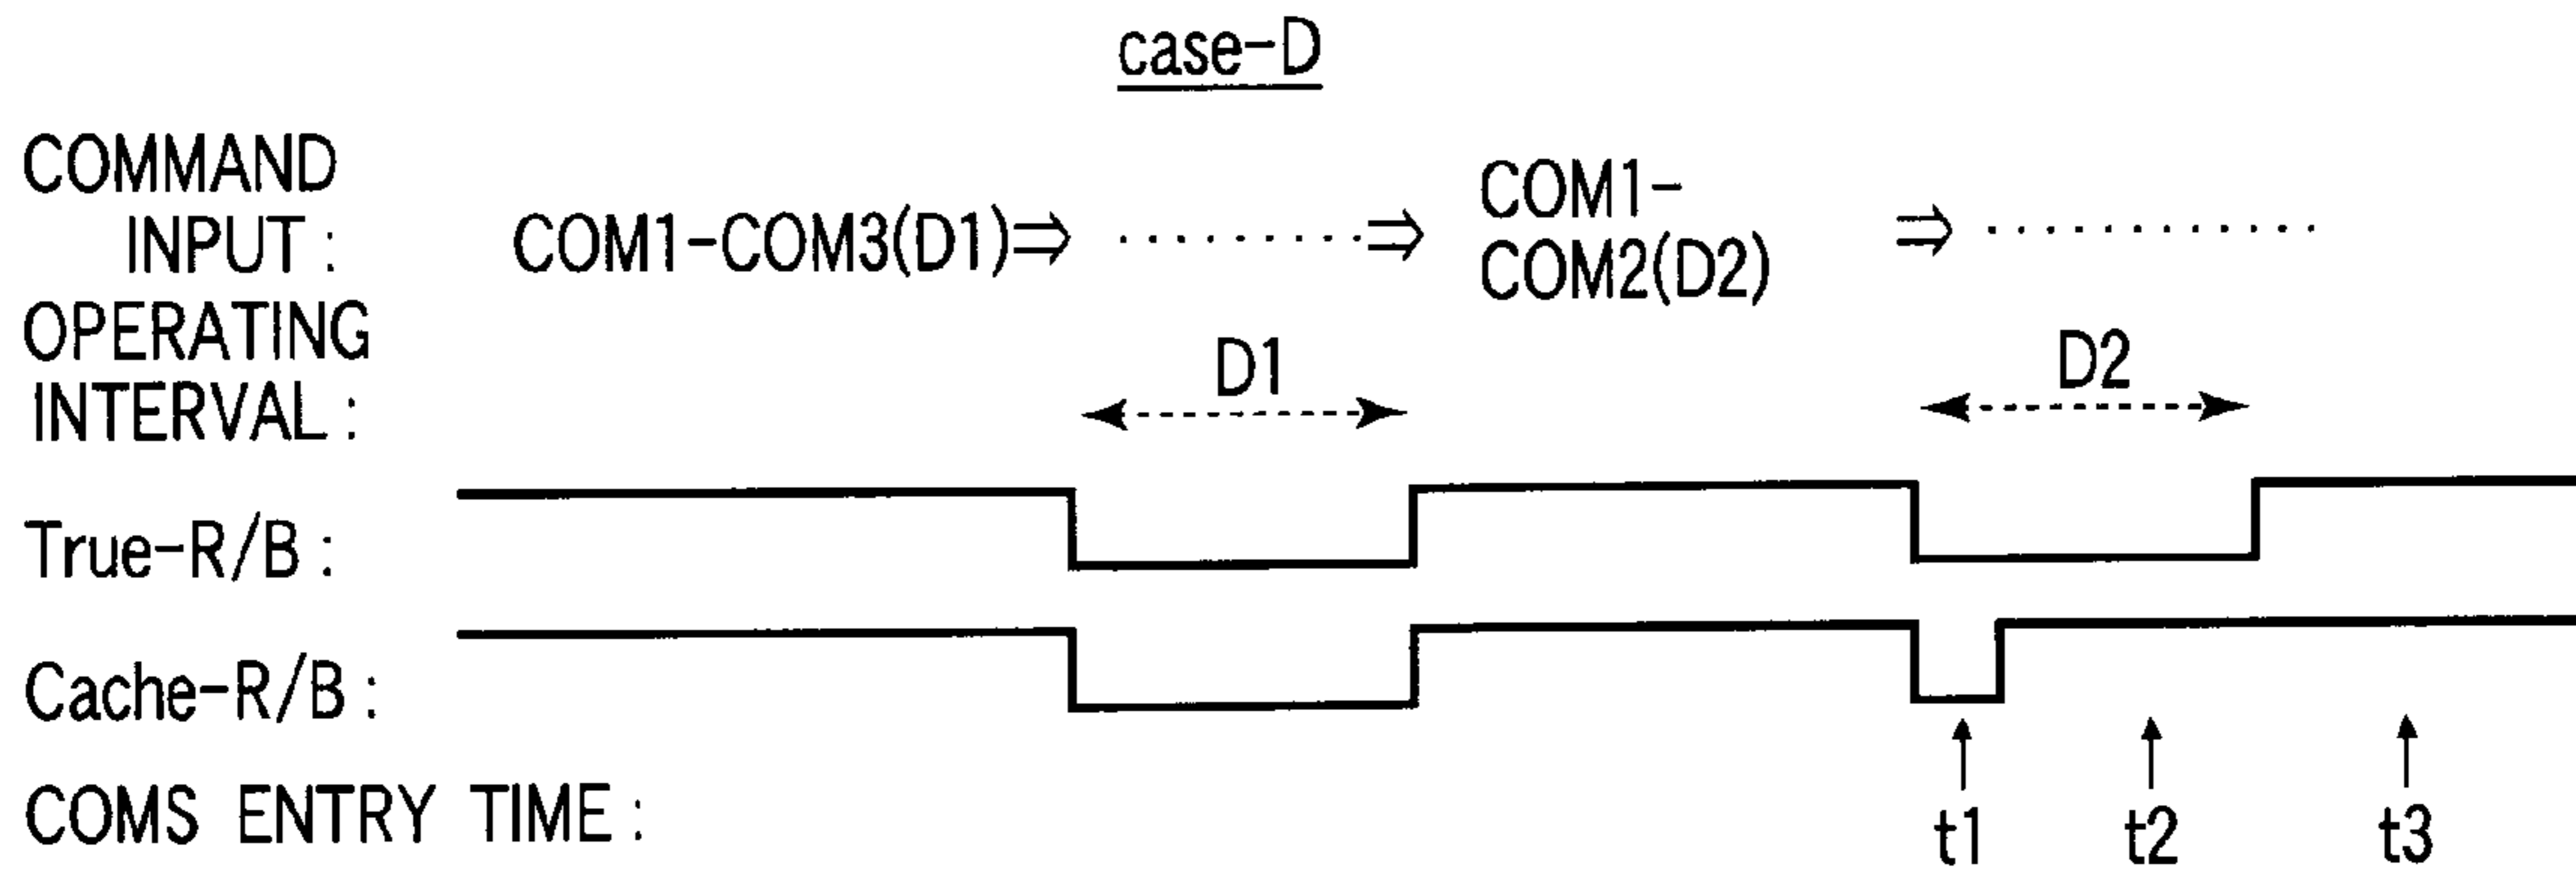 case-D
COMMAND
INPUT :
COM1-COM3(D1)⇒ ··········⇒
COM1-
COM2(D2)
⇒ ············
OPERATING
INTERVAL :
D1
D2
True-R/B :
Cache-R/B :
COMS ENTRY TIME :
t1
t2
t3